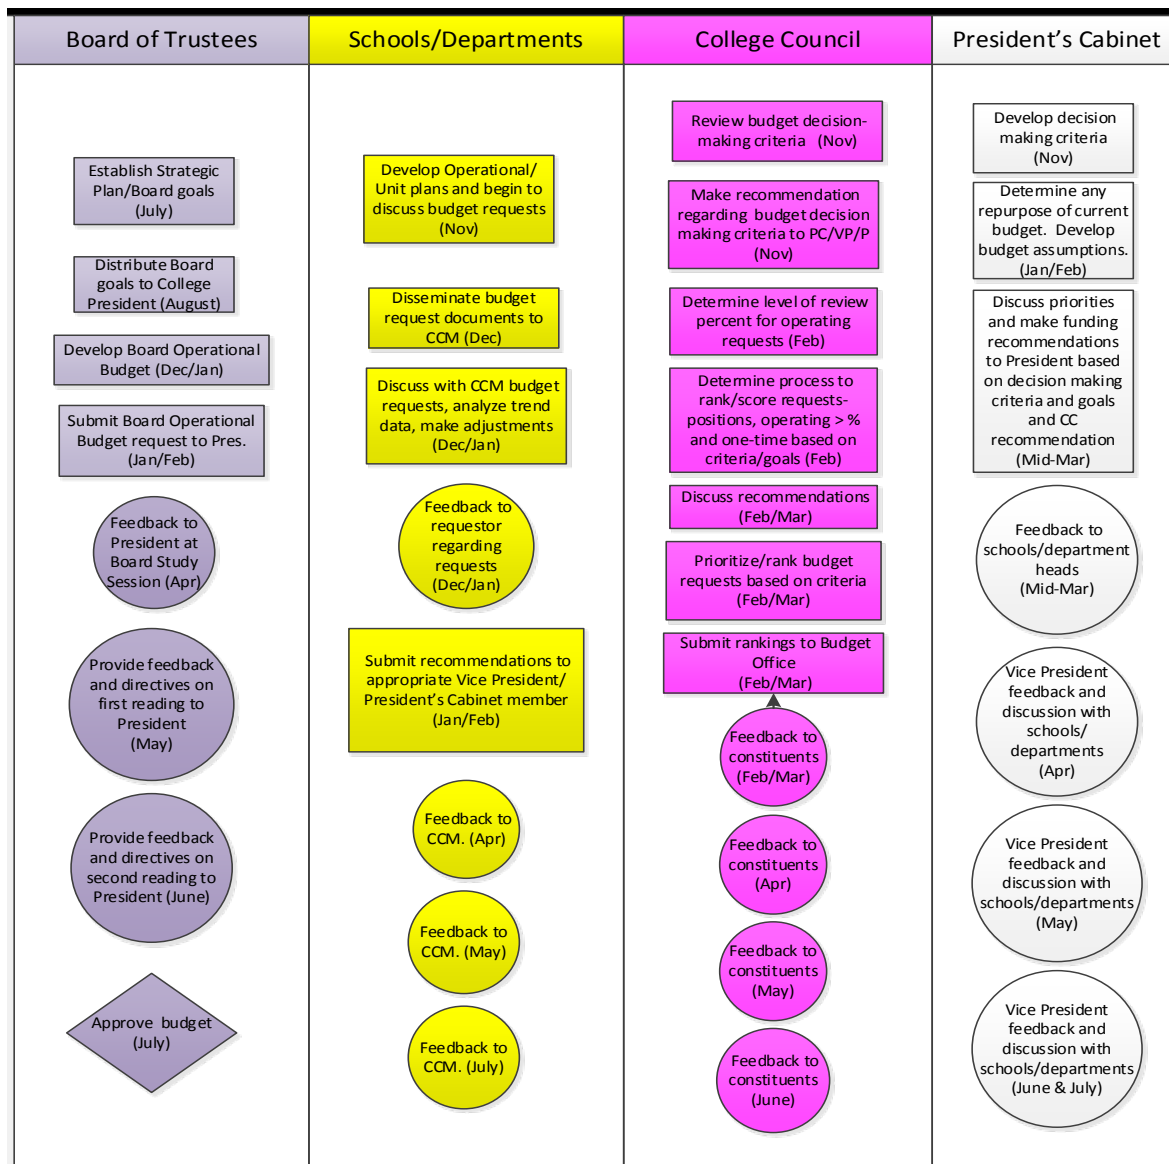 Board of Trustees
Schools/Departments
College Council
President's Cabinet
Establish Strategic
Plan/Board goals
(July)
Distribute Board
goals to College
President (August)
Develop Board Operational
Budget (Dec/Jan)
Submit Board Operational
Budget request to Pres.
(Jan/Feb)
Feedback to
President at
Board Study
Session (Apr)
Provide feedback
and directives on
first reading to
President
(May)
Provide feedback
and directives on
second reading to
President (June)
Approve budget
(July)
Develop Operational/
Unit plans and begin to
discuss budget requests
(Nov)
Disseminate budget
request documents to
CCM (Dec)
Discuss with CCM budget
requests, analyze trend
data, make adjustments
(Dec/Jan)
Feedback to
requestor
regarding
requests
(Dec/Jan)
Submit recommendations to
appropriate Vice President/
President's Cabinet member
(Jan/Feb)
Feedback to
CCM. (Apr)
Feedback to
CCM. (May)
Feedback to
CCM. (July)
Review budget decision-
making criteria (Nov)
Make recommendation
regarding budget decision
making criteria to PC/VP/P
(Nov)
Determine level of review
percent for operating
requests (Feb)
Determine process to
rank/score requests-
positions, operating > %
and one-time based on
criteria/goals (Feb)
Discuss recommendations
(Feb/Mar)
Prioritize/rank budget
requests based on criteria
(Feb/Mar)
Submit rankings to Budget
Office
(Feb/Mar)
Feedback to
constituents
(Feb/Mar)
Feedback to
constituents
(Apr)
Feedback to
constituents
(May)
Feedback to
constituents
(June)
Develop decision
making criteria
(Nov)
Determine any
repurpose of current
budget. Develop
budget assumptions.
(Jan/Feb)
Discuss priorities
and make funding
recommendations
to President based
on decision making
criteria and goals
and CC
recommendation
(Mid-Mar)
Feedback to
schools/department
heads
(Mid-Mar)
Vice President
feedback and
discussion with
schools/
departments
(Apr)
Vice President
feedback and
discussion with
schools/departments
(May)
Vice President
feedback and
discussion with
schools/departments
(June & July)